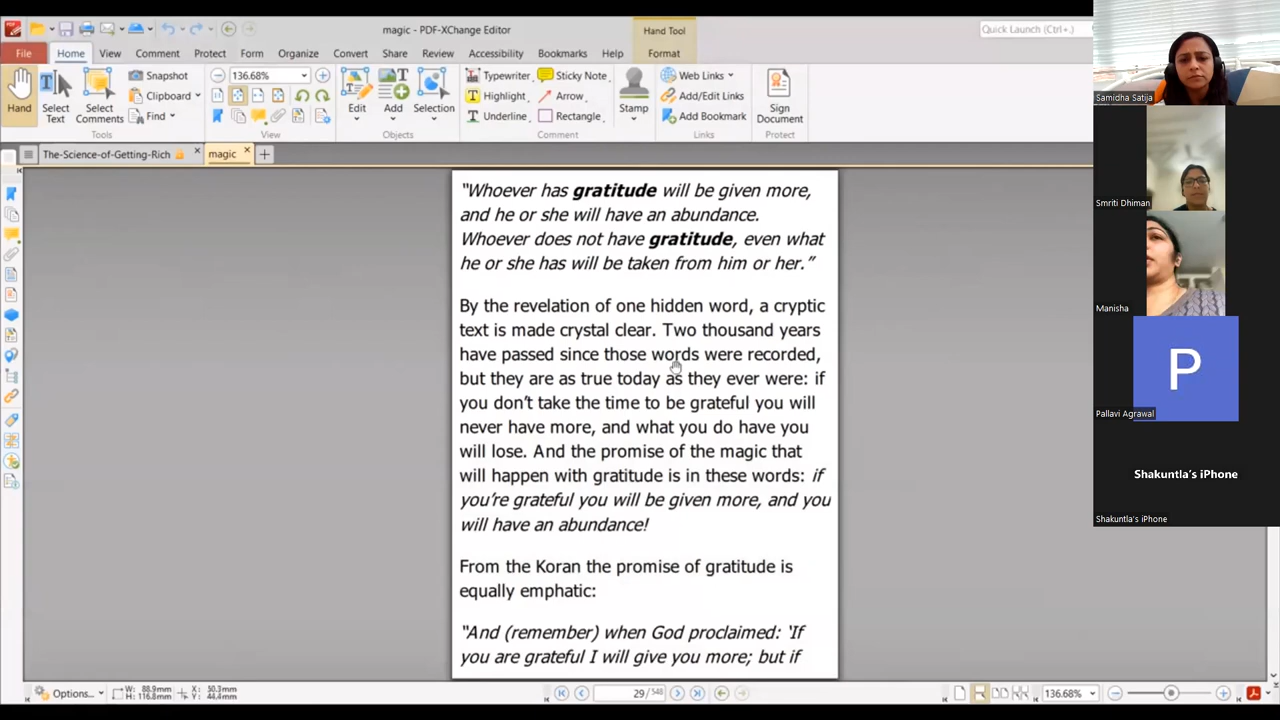 magic - PDF-XChange Editor
Hand Tool
Quick Launch (Ctrl+.)
File
Home
View
Comment
Protect
Form
Organize
Convert
Share
Review
Accessibility
Bookmarks
Help
Format
Hand
Select
Text
Select
Comments
Snapshot
Clipboard
Find
Tools
136.68%
View
Edit
Add
Selection
Objects
Typewriter
Highlight
Underline
Sticky Note
Arrow
Rectangle
Comment
Stamp
Web Links
Add/Edit Links
Add Bookmark
Links
Sign
Document
Protect
The-Science-of-Getting-Rich
magic
"Whoever has gratitude will be given more,
and he or she will have an abundance.
Whoever does not have gratitude, even what
he or she has will be taken from him or her."
By the revelation of one hidden word, a cryptic
text is made crystal clear. Two thousand years
have passed since those words were recorded,
but they are as true today as they ever were: if
you don't take the time to be grateful you will
never have more, and what you do have you
will lose. And the promise of the magic that
will happen with gratitude is in these words: if
you're grateful you will be given more, and you
will have an abundance!
From the Koran the promise of gratitude is
equally emphatic:
"And (remember) when God proclaimed: 'If
you are grateful I will give you more; but if
Options...
W: 88.9mm
H: 116.8mm
X: 50.3mm
Y: 44.4mm
29 / 548
136.68%
Samidha Satija
Smriti Dhiman
Manisha
P
Pallavi Agrawal
Shakuntla's iPhone
Shakuntla's iPhone